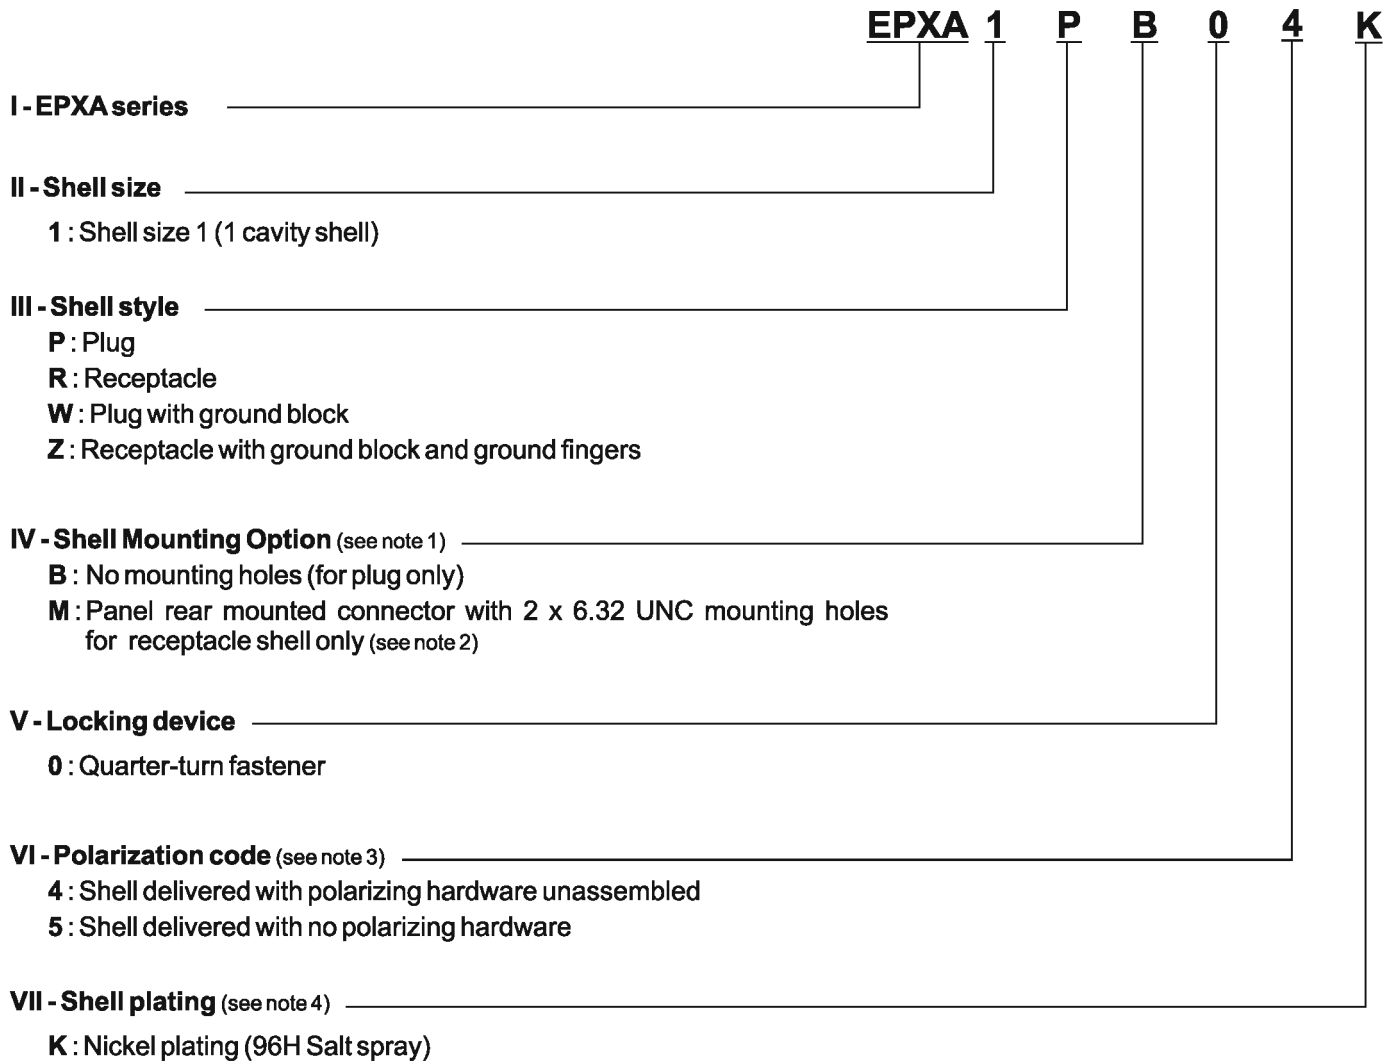 EPXA 1 P B 0 4 K
I - EPXA series
II - Shell size
1 : Shell size 1 (1 cavity shell)
III - Shell style
P : Plug
R : Receptacle
W : Plug with ground block
Z : Receptacle with ground block and ground fingers
IV - Shell Mounting Option (see note 1)
B : No mounting holes (for plug only)
M : Panel rear mounted connector with 2 x 6.32 UNC mounting holes
for receptacle shell only (see note 2)
V - Locking device
0 : Quarter-turn fastener
VI - Polarization code (see note 3)
4 : Shell delivered with polarizing hardware unassembled
5 : Shell delivered with no polarizing hardware
VII - Shell plating (see note 4)
K : Nickel plating (96H Salt spray)